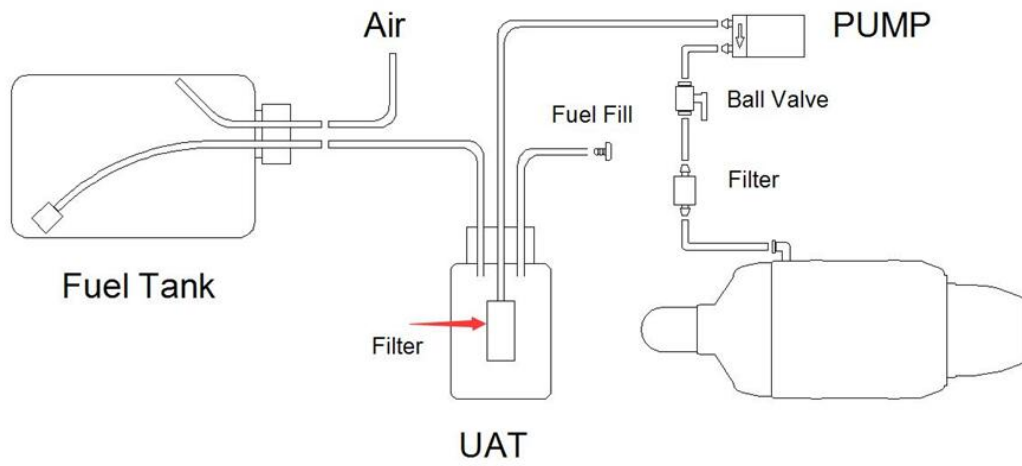 Air
PUMP
Ball Valve
Fuel Fill
Filter
Fuel Tank
Filter
UAT